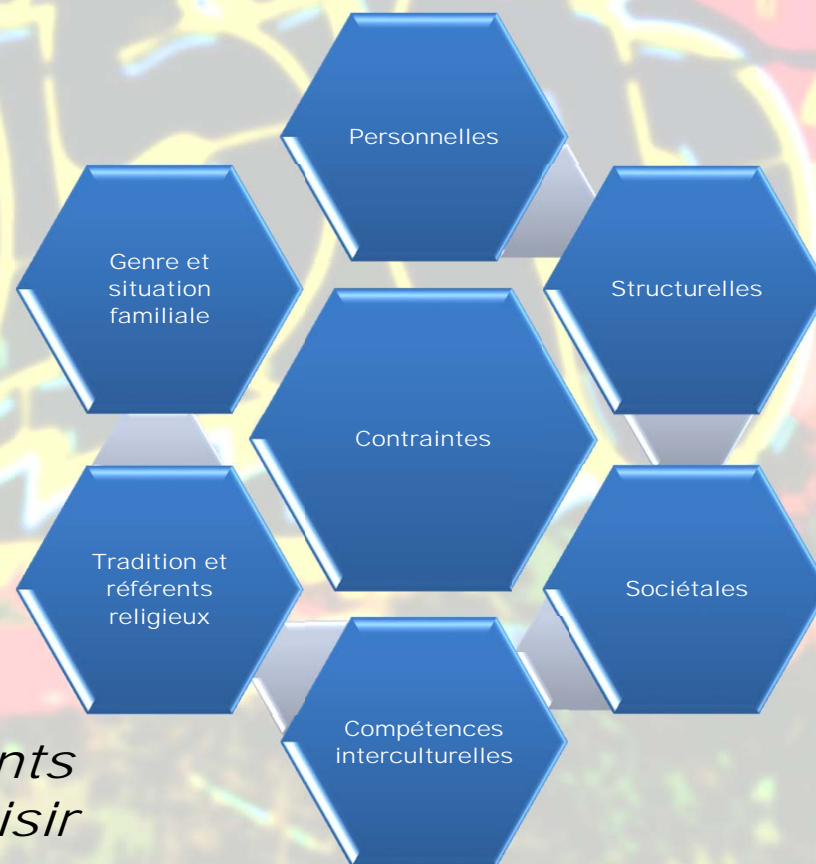 Personnelles
Genre et
situation
familiale
Structurelles
Contraintes
Tradition et
référents
religieux
Sociétales
Compétences
interculturelles